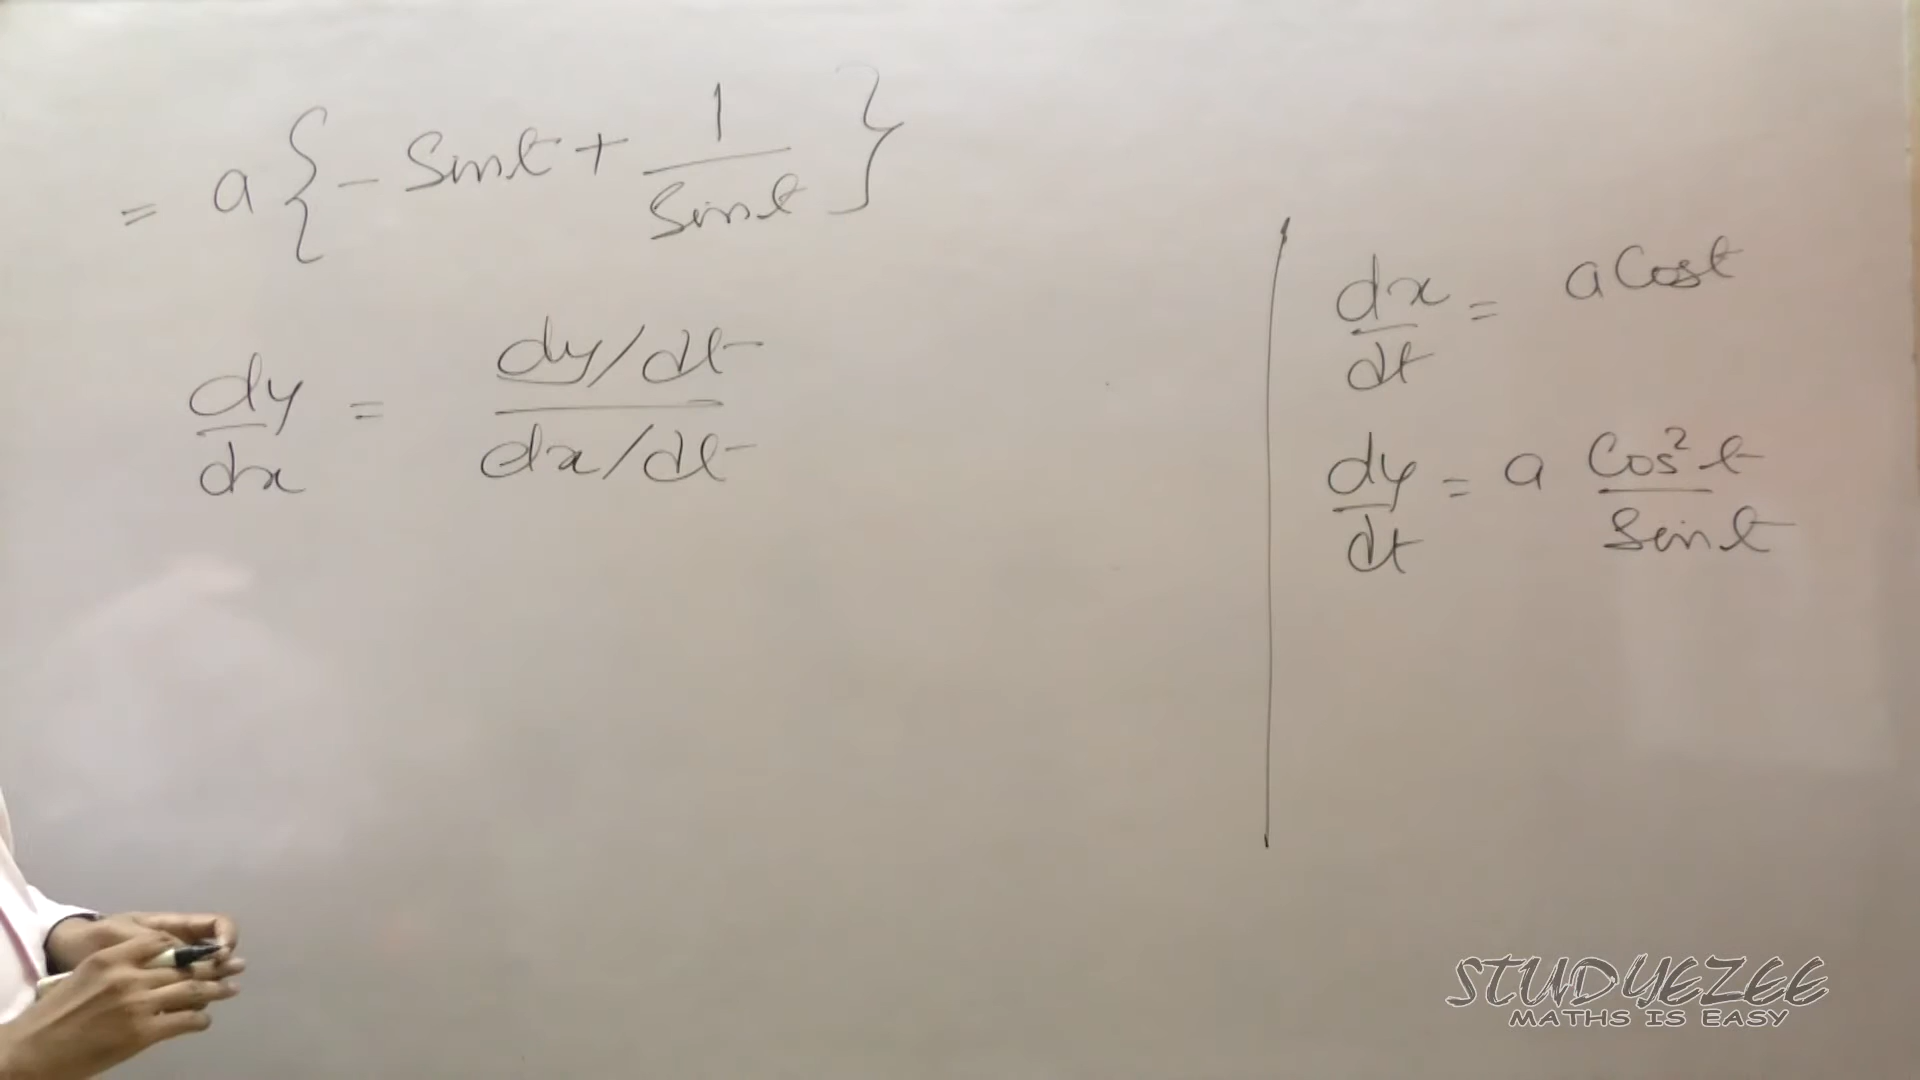 = a { - Sint + 1/Sint }
dy/dx = (dy/dt)/(dx/dt)
dx/dt = a Cost
dy/dt = a Cos²t/Sint
STUDYEZEE
MATHS IS EASY